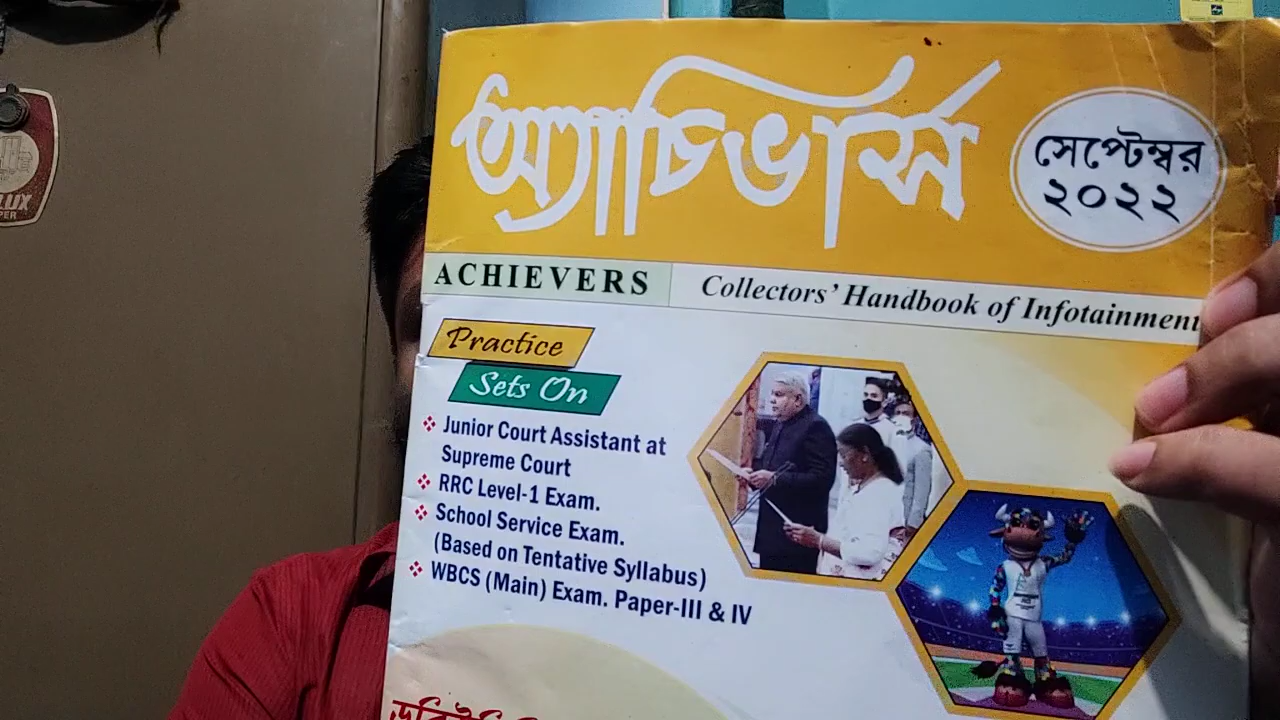 অ্যাচিভার্স
সেপ্টেম্বর
২০২২
ACHIEVERS
Collectors' Handbook of Infotainment
Practice
Sets On
Junior Court Assistant at
Supreme Court
RRC Level-1 Exam.
School Service Exam.
(Based on Tentative Syllabus)
WBCS (Main) Exam. Paper-III & IV
LUX